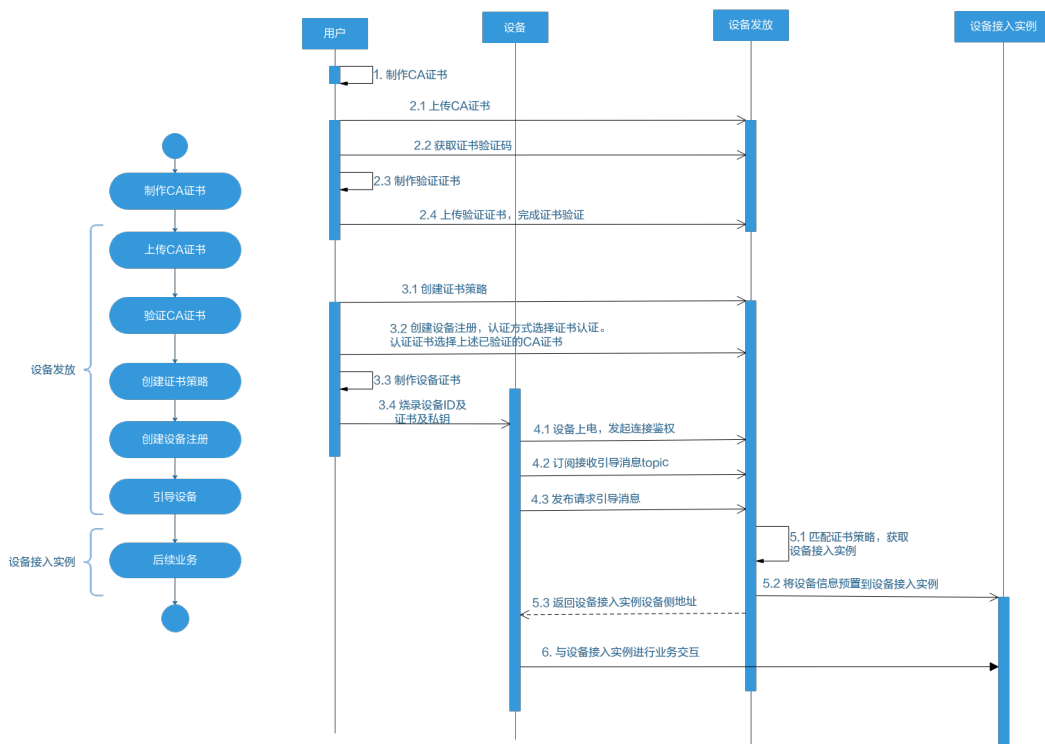 用户
设备
设备发放
设备接入实例
1. 制作CA证书
2.1 上传CA证书
2.2 获取证书验证码
2.3 制作验证证书
2.4 上传验证证书，完成证书验证
3.1 创建证书策略
3.2 创建设备注册，认证方式选择证书认证。
认证证书选择上述已验证的CA证书
3.3 制作设备证书
3.4 烧录设备ID及
证书及私钥
4.1 设备上电，发起连接鉴权
4.2 订阅接收引导消息topic
4.3 发布请求引导消息
5.1 匹配证书策略，获取
设备接入实例
5.2 将设备信息预置到设备接入实例
5.3 返回设备接入实例设备侧地址
6. 与设备接入实例进行业务交互
制作CA证书
上传CA证书
验证CA证书
设备发放
创建证书策略
创建设备注册
引导设备
设备接入实例
后续业务